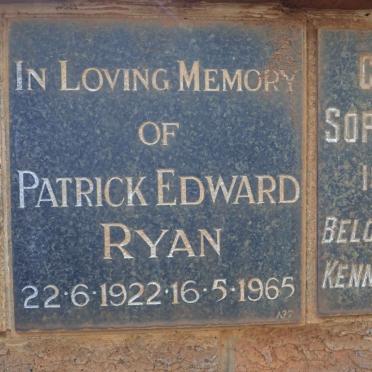 IN LOVING MEMORY
OF
PATRICK EDWARD
RYAN
22·6·1922·16·5·1965